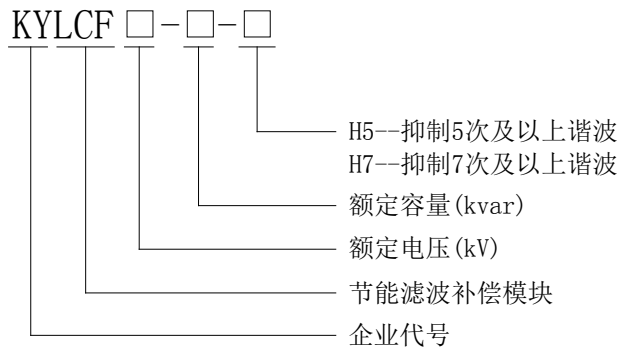 KYLCF□-□-□
H5--抑制5次及以上谐波
H7--抑制7次及以上谐波
额定容量(kvar)
额定电压(kV)
节能滤波补偿模块
企业代号